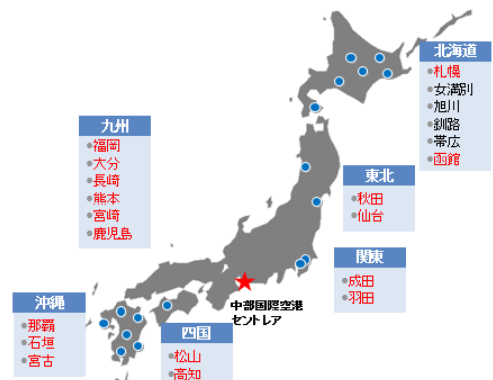 北海道
札幌
女満別
旭川
釧路
帯広
函館
九州
福岡
大分
長崎
熊本
宮崎
鹿児島
東北
秋田
仙台
関東
成田
羽田
中部国際空港
セントレア
沖縄
那覇
石垣
宮古
四国
松山
高知